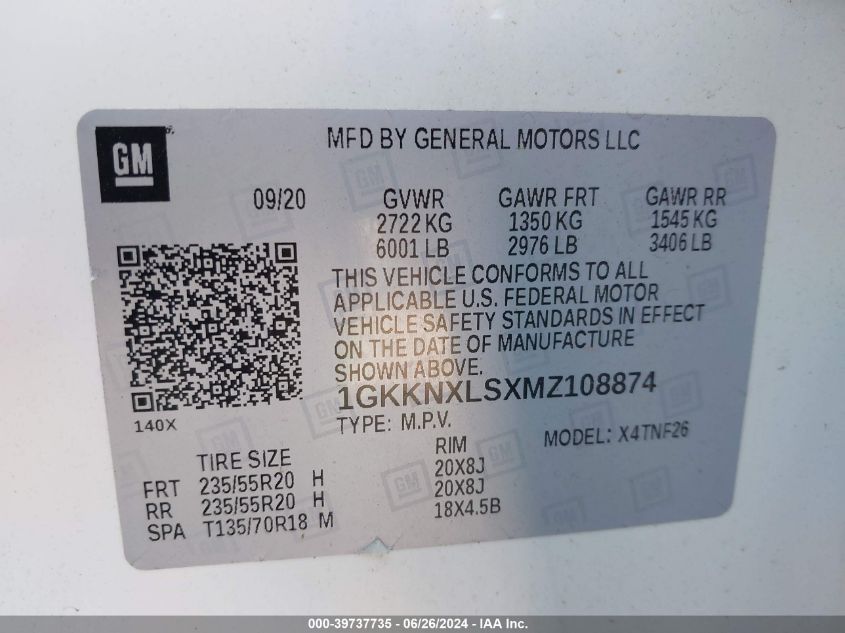 GM
MFD BY GENERAL MOTORS LLC
09/20 GVWR GAWR FRT GAWR RR
2722 KG 1350 KG 1545 KG
6001 LB 2976 LB 3406 LB
THIS VEHICLE CONFORMS TO ALL
APPLICABLE U.S. FEDERAL MOTOR
VEHICLE SAFETY STANDARDS IN EFFECT
ON THE DATE OF MANUFACTURE
SHOWN ABOVE.
1GKKNXLSXMZ108874
140X
TYPE: M.P.V. MODEL: X4TNF26
TIRE SIZE RIM
FRT 235/55R20 H 20X8J
RR 235/55R20 H 20X8J
SPA T135/70R18 M 18X4.5B
000-39737735 - 06/26/2024 - IAA Inc.